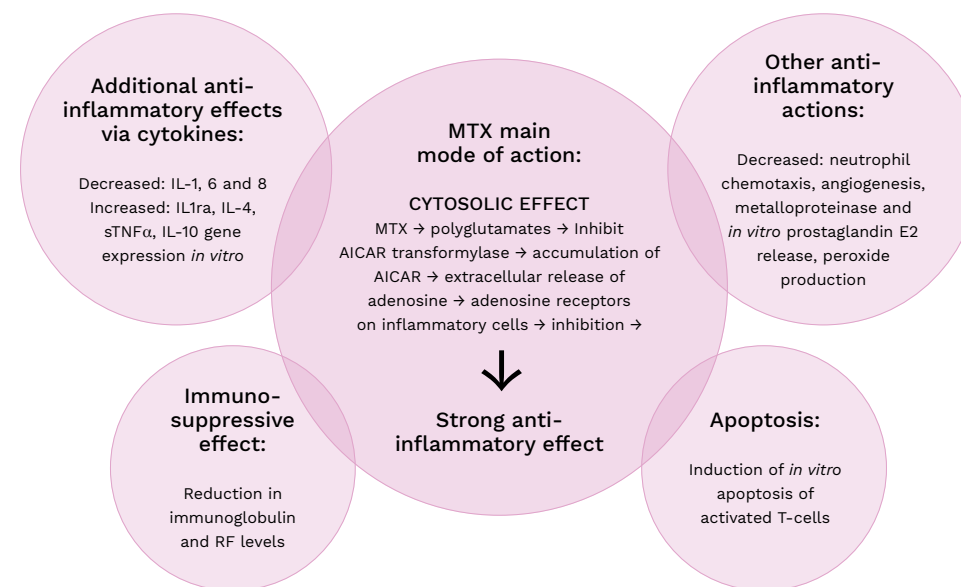 Additional anti-
inflammatory effects
via cytokines:
Decreased: IL-1, 6 and 8
Increased: IL1ra, IL-4,
sTNFα, IL-10 gene
expression in vitro
MTX main
mode of action:
CYTOSOLIC EFFECT
MTX → polyglutamates → Inhibit
AICAR transformylase → accumulation of
AICAR → extracellular release of
adenosine → adenosine receptors
on inflammatory cells → inhibition →
Strong anti-
inflammatory effect
Other anti-
inflammatory
actions:
Decreased: neutrophil
chemotaxis, angiogenesis,
metalloproteinase and
in vitro prostaglandin E2
release, peroxide
production
Immuno-
suppressive
effect:
Reduction in
immunoglobulin
and RF levels
Apoptosis:
Induction of in vitro
apoptosis of
activated T-cells